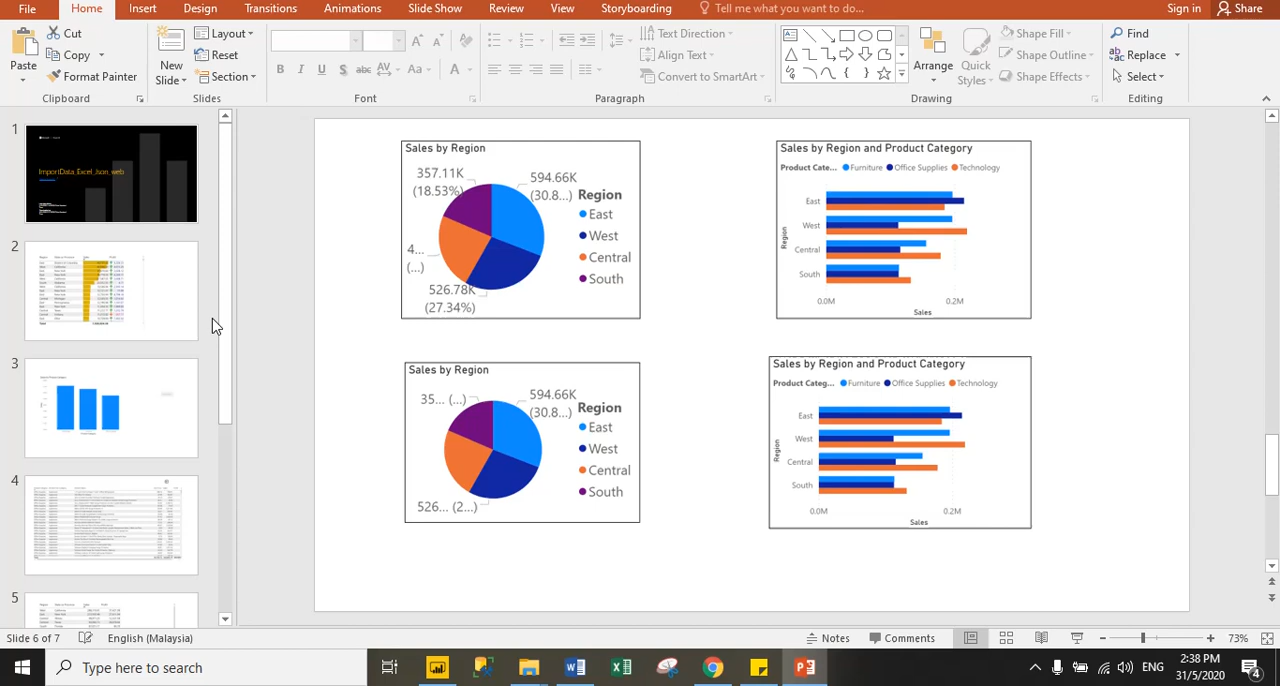 File Home Insert Design Transitions Animations Slide Show Review View Storyboarding Tell me what you want to do... Sign in Share
Paste Cut Copy Format Painter
Clipboard
New Slide Layout Reset Section
Slides
B I U S abc AV Aa A
Font
Text Direction
Align Text
Convert to SmartArt
Paragraph
Arrange Quick Styles
Shape Fill
Shape Outline
Shape Effects
Drawing
Find
Replace
Select
Editing
1
ImportData_Excel_Json_web
2
3
4
5
Sales by Region
357.11K
(18.53%)
594.66K
(30.8...)
4...
(...)
526.78K
(27.34%)
Region
East
West
Central
South
Sales by Region and Product Category
Product Cate... Furniture Office Supplies Technology
Region
East
West
Central
South
0.0M 0.2M
Sales
Sales by Region
35... (...)
594.66K
(30.8...)
526... (2...)
Region
East
West
Central
South
Sales by Region and Product Category
Product Categ... Furniture Office Supplies Technology
Region
East
West
Central
South
0.0M 0.2M
Sales
Slide 6 of 7 English (Malaysia) Notes Comments 73%
Type here to search ENG 2:38 PM
31/5/2020
4